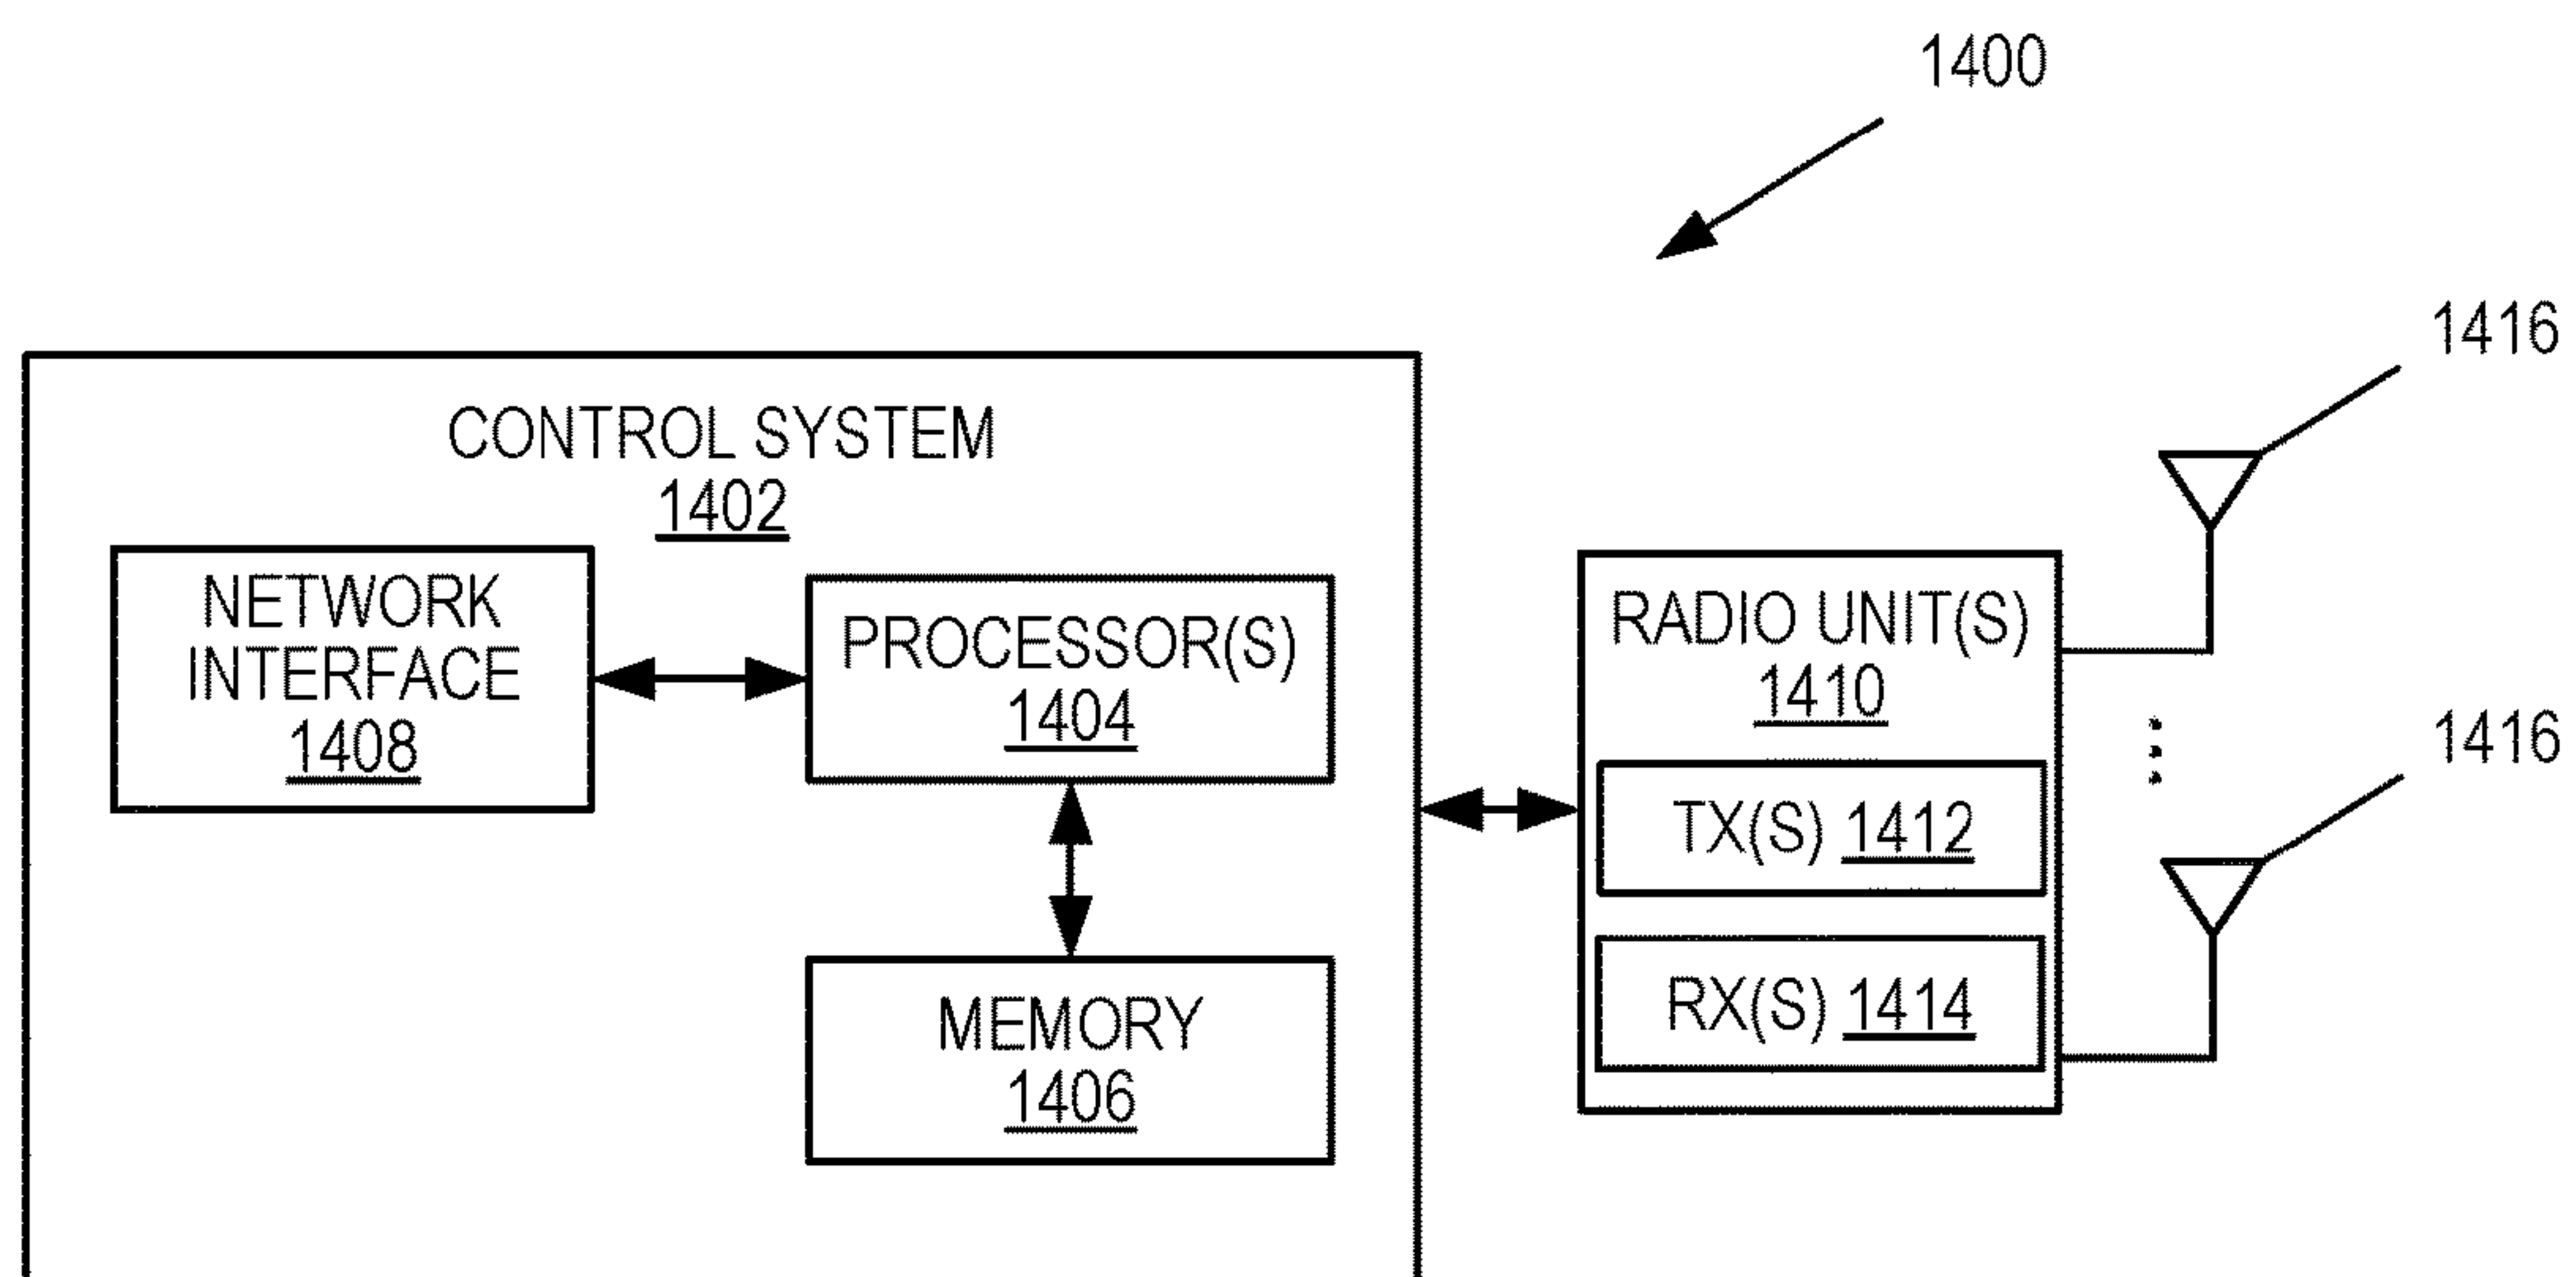 1400
1416
CONTROL SYSTEM
1402
NETWORK
INTERFACE
1408
PROCESSOR(S)
1404
MEMORY
1406
RADIO UNIT(S)
1410
TX(S) 1412
RX(S) 1414
1416